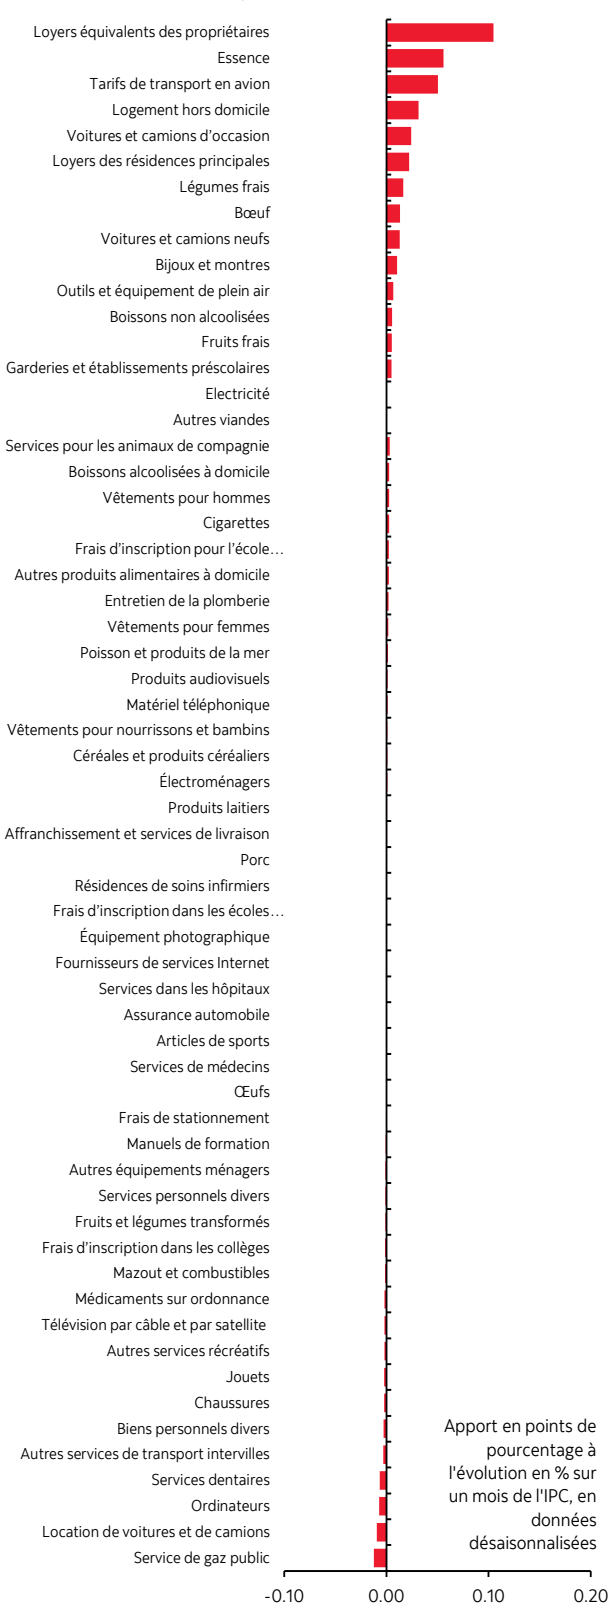 Loyers équivalents des propriétaires
Essence
Tarifs de transport en avion
Logement hors domicile
Voitures et camions d’occasion
Loyers des résidences principales
Légumes frais
Bœuf
Voitures et camions neufs
Bijoux et montres
Outils et équipement de plein air
Boissons non alcoolisées
Fruits frais
Garderies et établissements préscolaires
Electricité
Autres viandes
Services pour les animaux de compagnie
Boissons alcoolisées à domicile
Vêtements pour hommes
Cigarettes
Frais d’inscription pour l’école…
Autres produits alimentaires à domicile
Entretien de la plomberie
Vêtements pour femmes
Poisson et produits de la mer
Produits audiovisuels
Matériel téléphonique
Vêtements pour nourrissons et bambins
Céréales et produits céréaliers
Électroménagers
Produits laitiers
Affranchissement et services de livraison
Porc
Résidences de soins infirmiers
Frais d’inscription dans les écoles…
Équipement photographique
Fournisseurs de services Internet
Services dans les hôpitaux
Assurance automobile
Articles de sports
Services de médecins
Œufs
Frais de stationnement
Manuels de formation
Autres équipements ménagers
Services personnels divers
Fruits et légumes transformés
Frais d’inscription dans les collèges
Mazout et combustibles
Médicaments sur ordonnance
Télévision par câble et par satellite
Autres services récréatifs
Jouets
Chaussures
Biens personnels divers
Autres services de transport intervilles
Services dentaires
Ordinateurs
Location de voitures et de camions
Service de gaz public
Apport en points de
pourcentage à
l'évolution en % sur
un mois de l'IPC, en
données
désaisonnalisées
-0.10 0.00 0.10 0.20